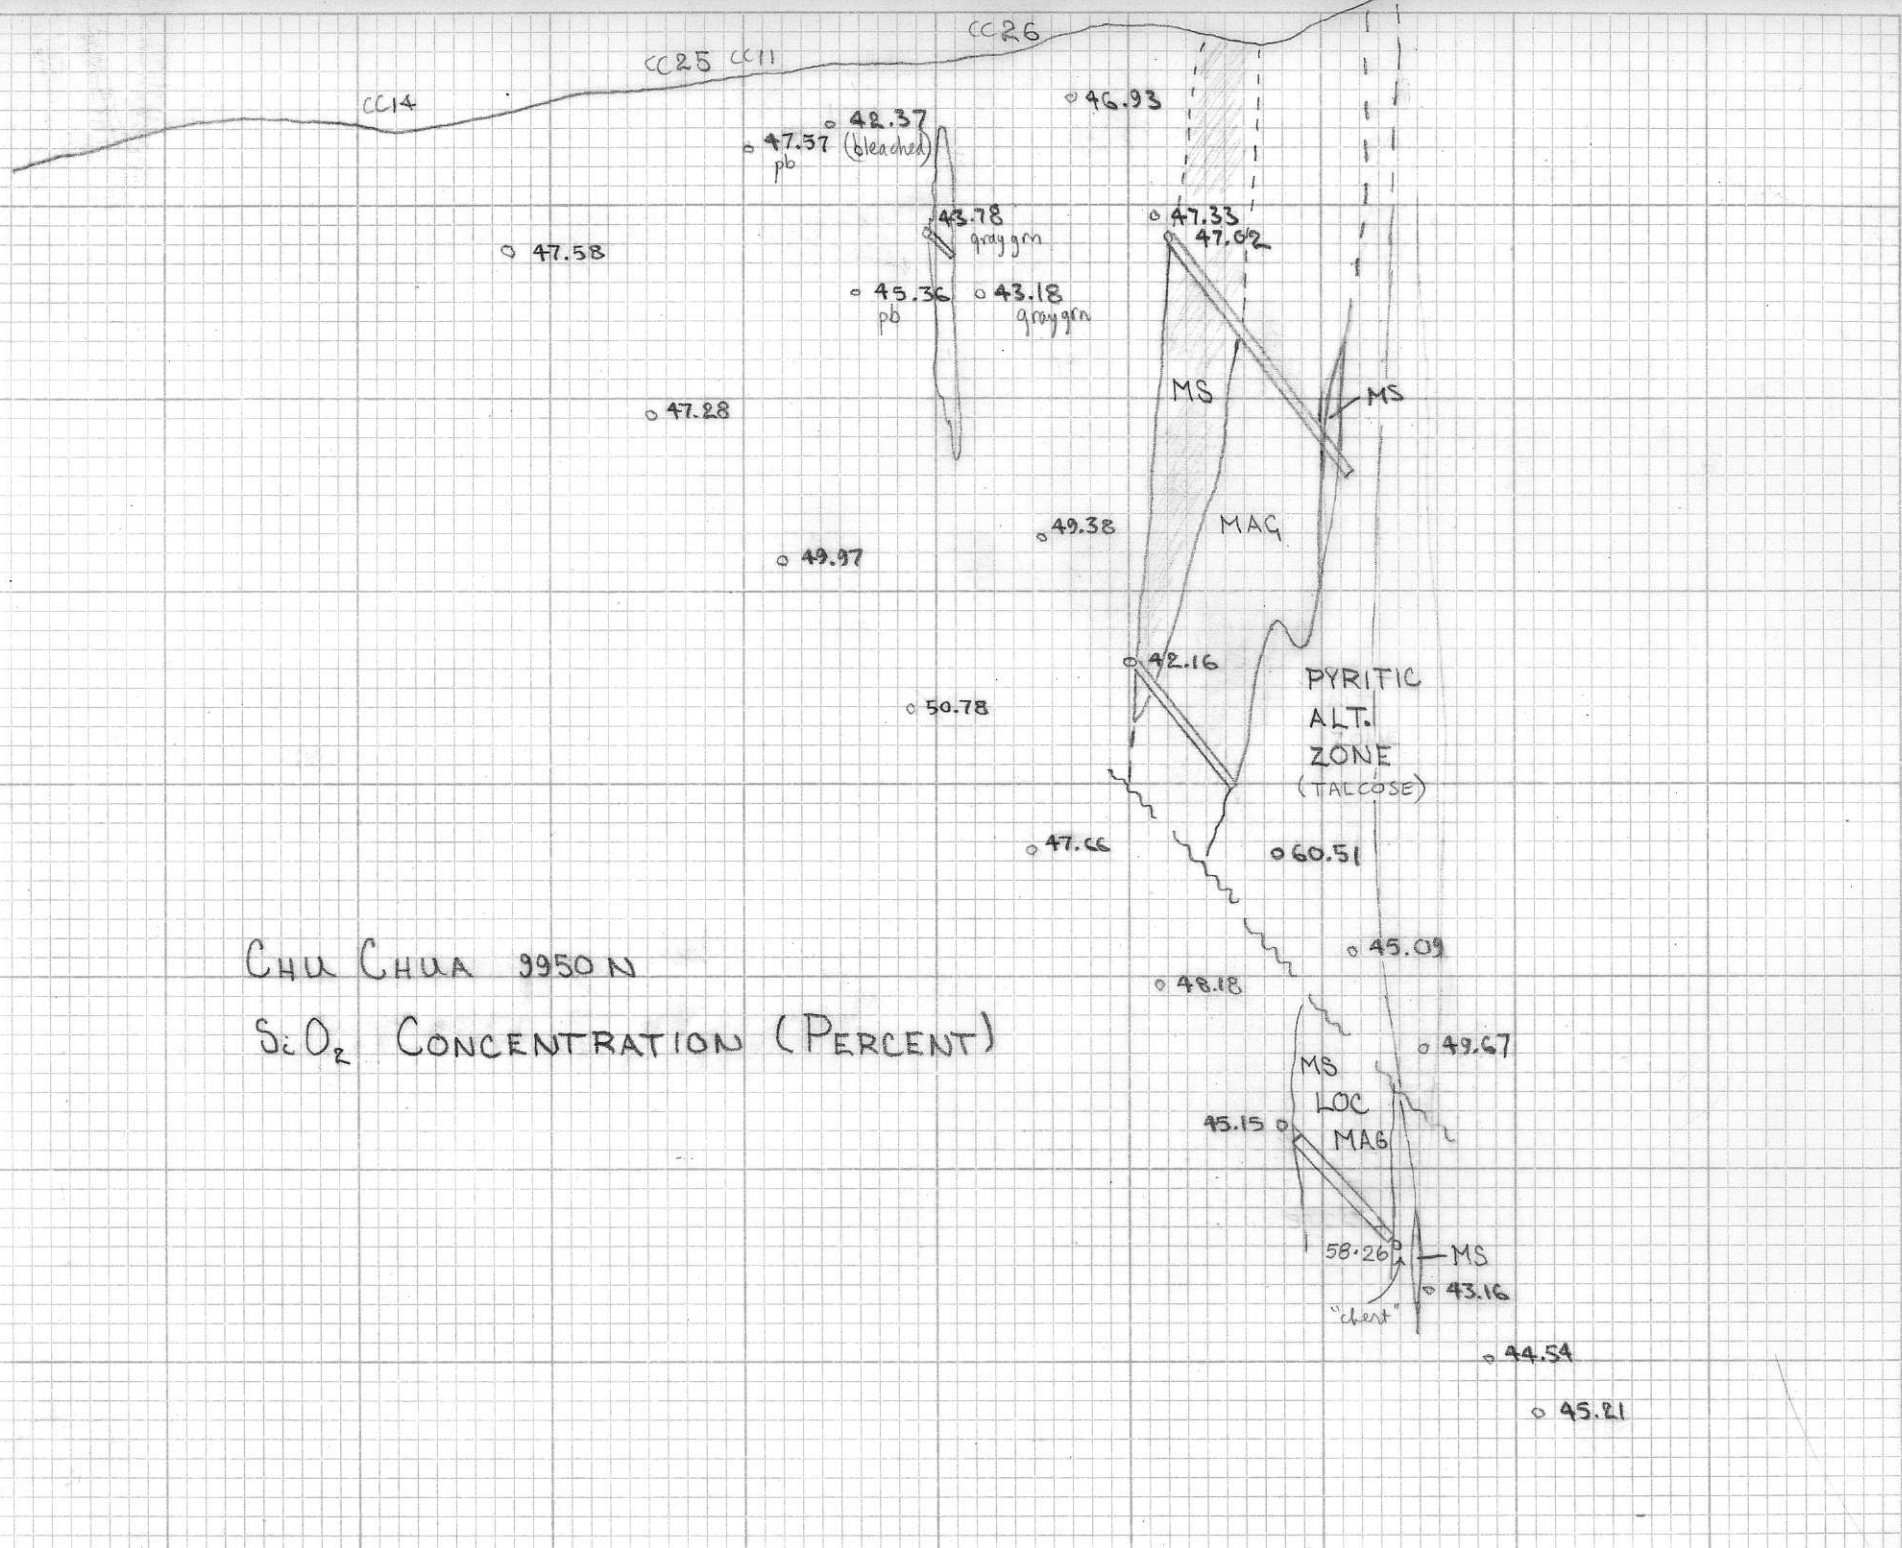 CC26
CC25 CC11
CC14
46.93
42.37
47.57 (bleached)
pb
43.78
gray grn
47.33
47.02
47.58
45.36
pb
43.18
gray grn
MS
MS
47.28
49.38
MAG
49.97
42.16
PYRITIC
ALT.
ZONE
(TALCOSE)
50.78
47.66
60.51
45.09
CHU CHUA 9950 N
48.18
SiO2 CONCENTRATION (PERCENT)
49.67
MS
LOC
MAG
45.15
58.26
MS
43.16
"chert"
44.54
45.21